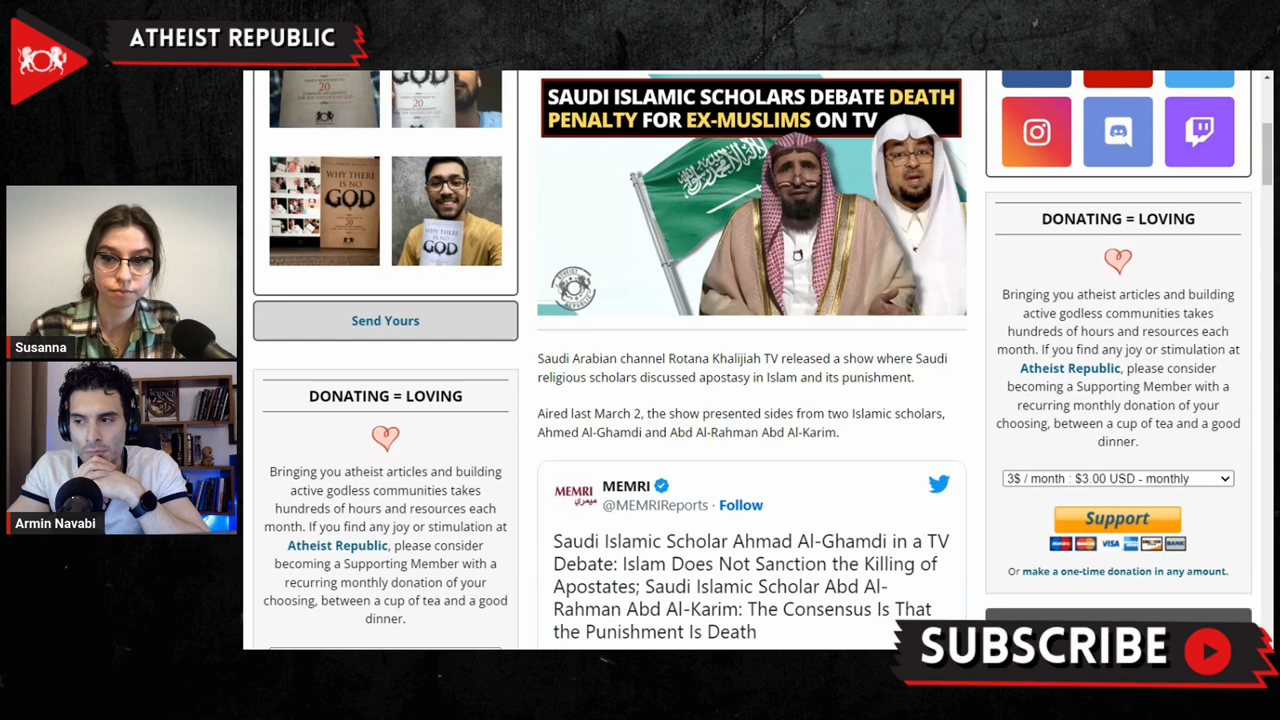 ATHEIST REPUBLIC
Susanna
Armin Navabi
20
WHY THERE
IS NO
GOD
WHY THERE
IS NO
GOD
Send Yours
DONATING = LOVING
Bringing you atheist articles and building
active godless communities takes
hundreds of hours and resources each
month. If you find any joy or stimulation at
Atheist Republic, please consider
becoming a Supporting Member with a
recurring monthly donation of your
choosing, between a cup of tea and a good
dinner.
SAUDI ISLAMIC SCHOLARS DEBATE DEATH
PENALTY FOR EX-MUSLIMS ON TV
ATHEIST
REPUBLIC
Saudi Arabian channel Rotana Khalijiah TV released a show where Saudi
religious scholars discussed apostasy in Islam and its punishment.
Aired last March 2, the show presented sides from two Islamic scholars,
Ahmed Al-Ghamdi and Abd Al-Rahman Abd Al-Karim.
MEMRI
ميمري
MEMRI
@MEMRIReports · Follow
Saudi Islamic Scholar Ahmad Al-Ghamdi in a TV
Debate: Islam Does Not Sanction the Killing of
Apostates; Saudi Islamic Scholar Abd Al-
Rahman Abd Al-Karim: The Consensus Is That
the Punishment Is Death
DONATING = LOVING
Bringing you atheist articles and building
active godless communities takes
hundreds of hours and resources each
month. If you find any joy or stimulation at
Atheist Republic, please consider
becoming a Supporting Member with a
recurring monthly donation of your
choosing, between a cup of tea and a good
dinner.
3$ / month : $3.00 USD - monthly
Support
VISA
BANK
Or make a one-time donation in any amount.
SUBSCRIBE